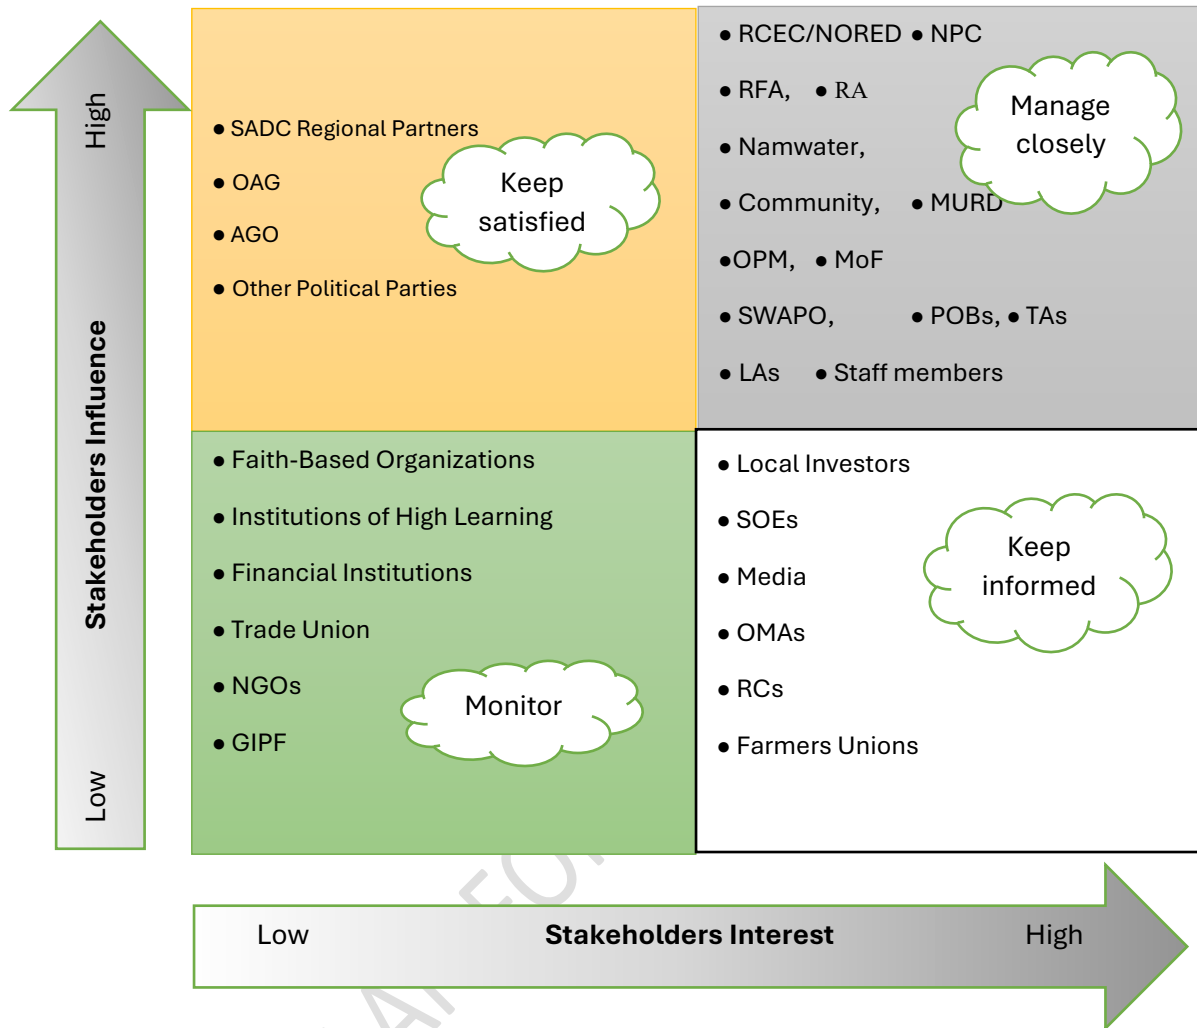 High
Stakeholders Influence
Low
● SADC Regional Partners
● OAG
● AGO
● Other Political Parties
Keep
satisfied
● RCEC/NORED ● NPC
● RFA, ● RA
● Namwater,
● Community, ● MURD
●OPM, ● MoF
● SWAPO, ● POBs, ● TAs
● LAs ● Staff members
Manage
closely
● Faith-Based Organizations
● Institutions of High Learning
● Financial Institutions
● Trade Union
● NGOs
● GIPF
Monitor
● Local Investors
● SOEs
● Media
● OMAs
● RCs
● Farmers Unions
Keep
informed
Low Stakeholders Interest High